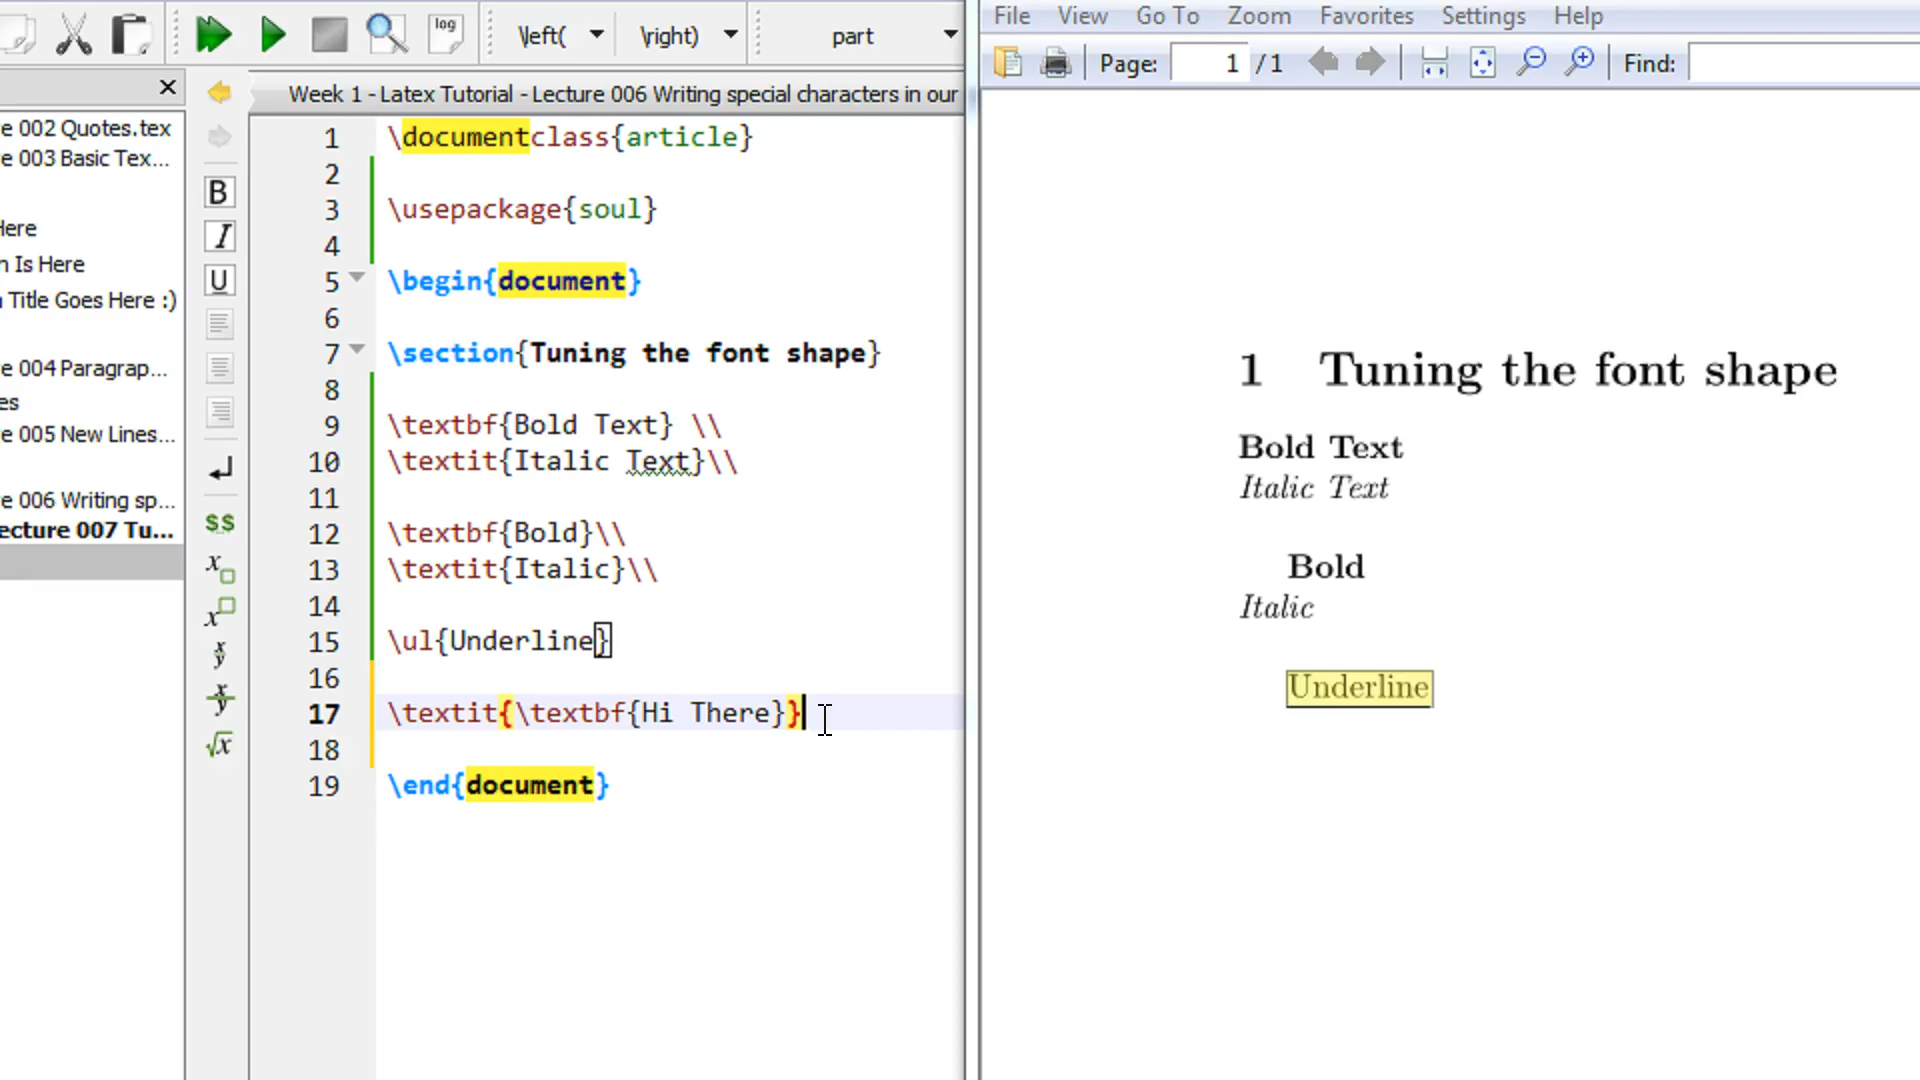 log
\left(
\right)
part
e 002 Quotes.tex
e 003 Basic Tex...
Here
n Is Here
Title Goes Here :)
e 004 Paragrap...
es
e 005 New Lines...
e 006 Writing sp...
ecture 007 Tu...
B
I
U
$$
x
x
x
y
x
y
√x
Week 1 - Latex Tutorial - Lecture 006 Writing special characters in our
1 \documentclass{article}
2
3 \usepackage{soul}
4
5 \begin{document}
6
7 \section{Tuning the font shape}
8
9 \textbf{Bold Text} \\
10 \textit{Italic Text}\\
11
12 \textbf{Bold}\\
13 \textit{Italic}\\
14
15 \ul{Underline}
16
17 \textit{\textbf{Hi There}}
18
19 \end{document}
File View Go To Zoom Favorites Settings Help
Page: 1 / 1 Find:
1 Tuning the font shape
Bold Text
Italic Text
Bold
Italic
Underline